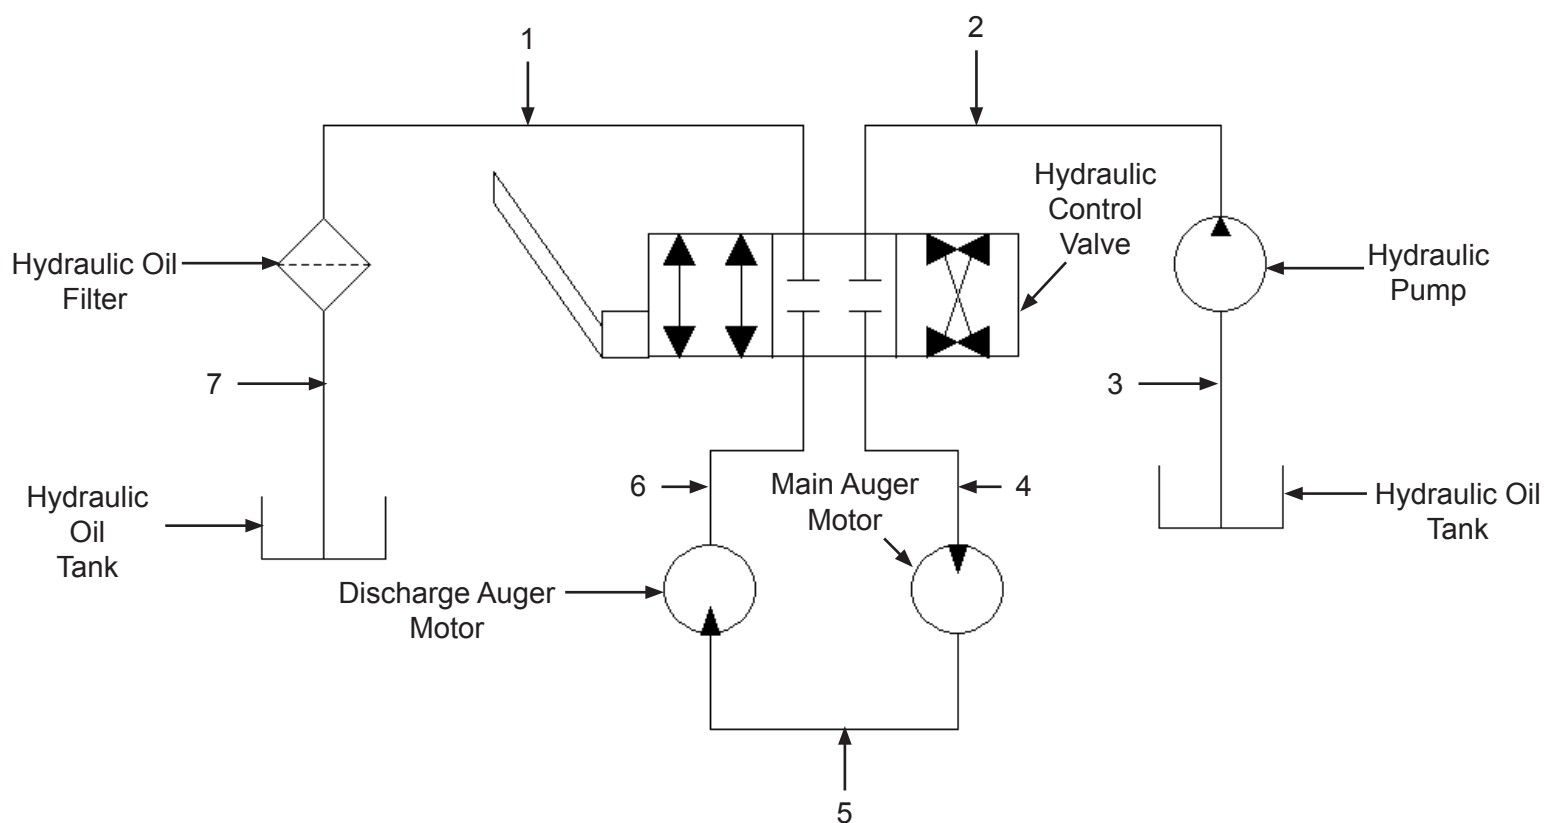 1
2
Hydraulic
Control
Valve
Hydraulic Oil
Filter
Hydraulic
Pump
7
3
Hydraulic
Oil
Tank
6
Main Auger
Motor
4
Hydraulic Oil
Tank
Discharge Auger
Motor
5